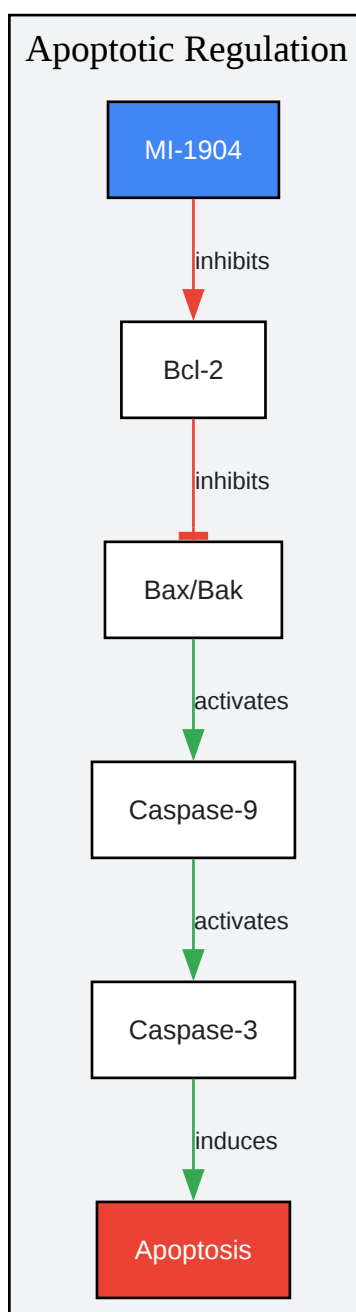 Apoptotic Regulation
MI-1904
inhibits
Bcl-2
inhibits
Bax/Bak
activates
Caspase-9
activates
Caspase-3
induces
Apoptosis